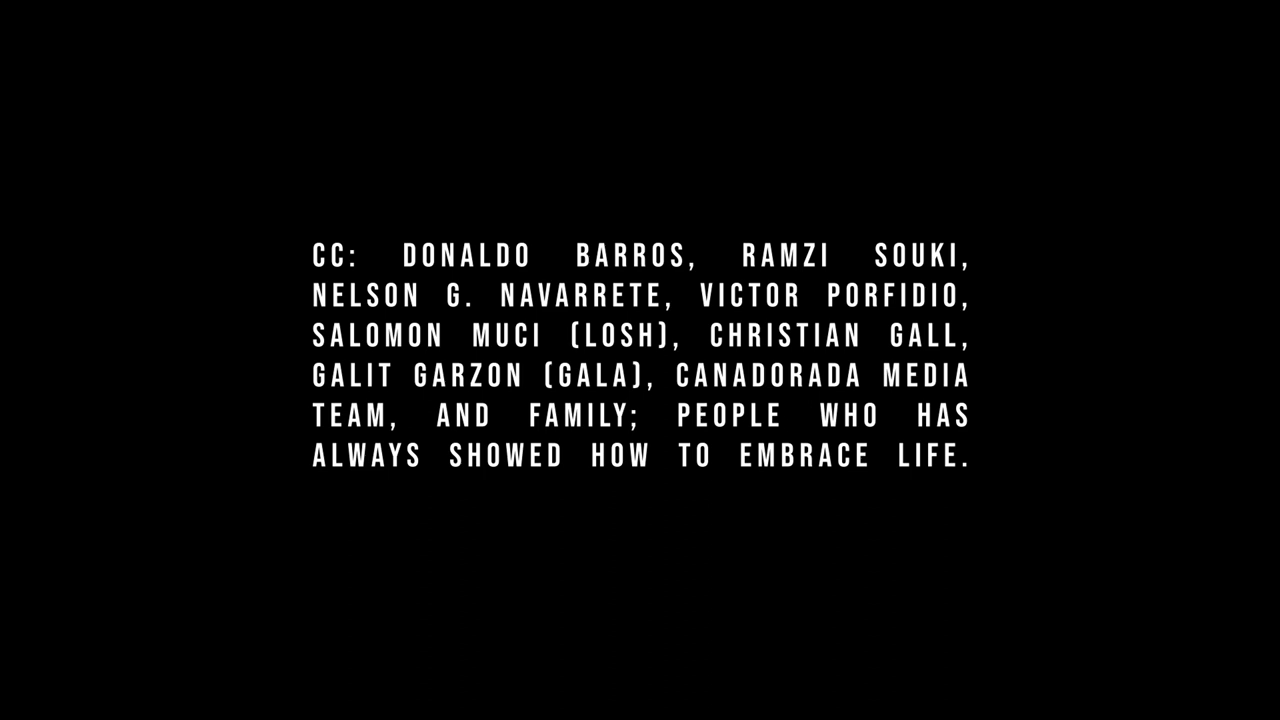 CC: DONALDO BARROS, RAMZI SOUKI,
NELSON G. NAVARRETE, VICTOR PORFIDIO,
SALOMON MUCI (LOSH), CHRISTIAN GALL,
GALIT GARZON (GALA), CANADORADA MEDIA
TEAM, AND FAMILY; PEOPLE WHO HAS
ALWAYS SHOWED HOW TO EMBRACE LIFE.